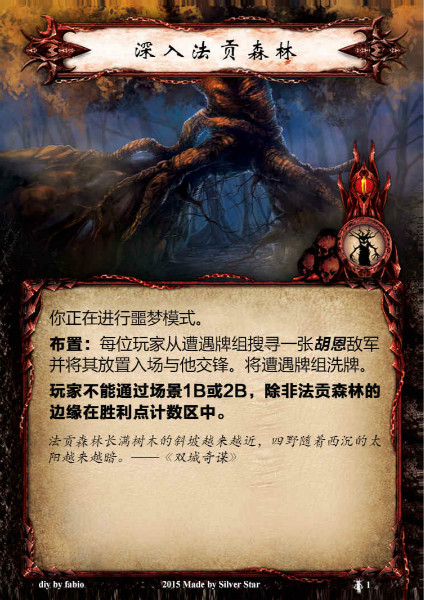 深入法贡森林
你正在进行噩梦模式。
布置：每位玩家从遭遇牌组搜寻一张胡恩敌军
并将其放置入场与他交锋。将遭遇牌组洗牌。
玩家不能通过场景1B或2B，除非法贡森林的
边缘在胜利点计数区中。
法贡森林长满树木的斜坡越来越近，四野随着西沉的太
阳越来越暗。——《双城奇谋》
diy by fabio 2015 Made by Silver Star 1